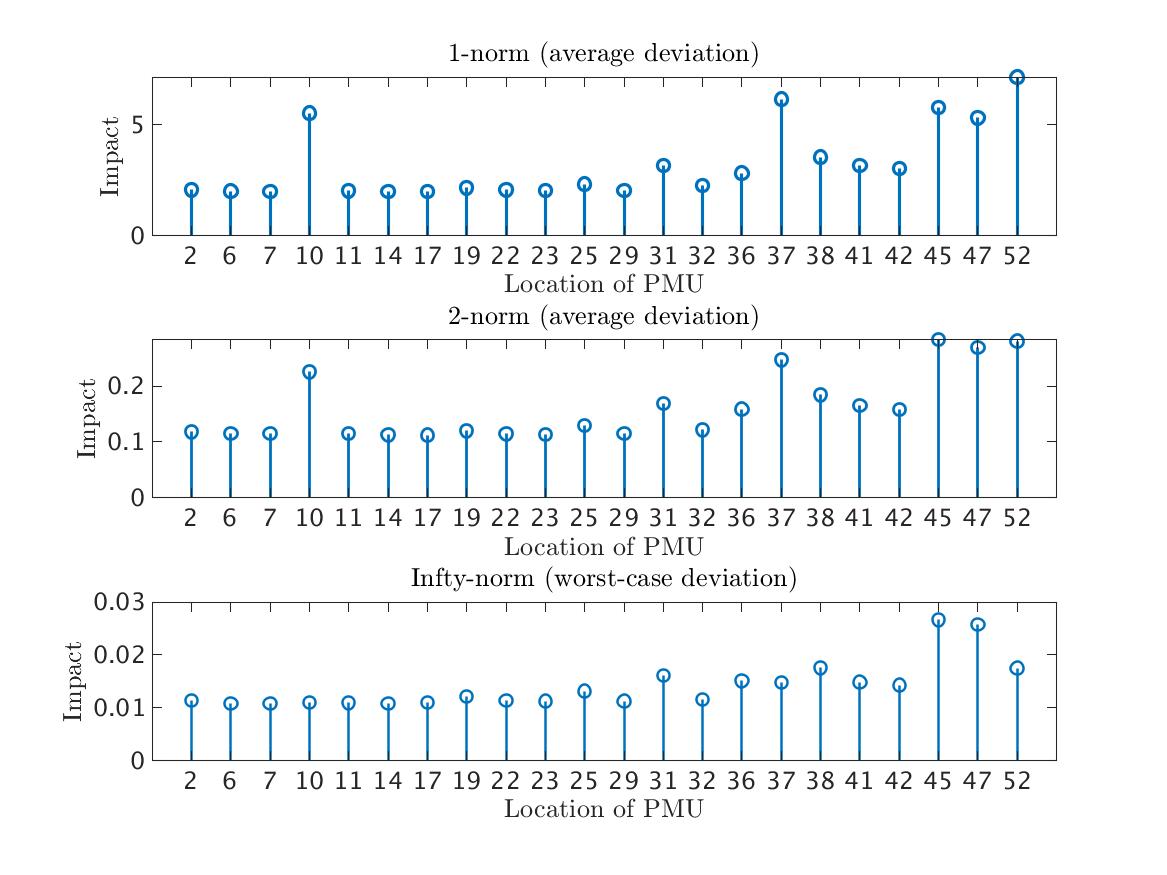 1-norm (average deviation)
Impact
5
0
2 6 7 10 11 14 17 19 22 23 25 29 31 32 36 37 38 41 42 45 47 52
Location of PMU
2-norm (average deviation)
Impact
0.2
0.1
0
2 6 7 10 11 14 17 19 22 23 25 29 31 32 36 37 38 41 42 45 47 52
Location of PMU
Infty-norm (worst-case deviation)
Impact
0.03
0.02
0.01
0
2 6 7 10 11 14 17 19 22 23 25 29 31 32 36 37 38 41 42 45 47 52
Location of PMU